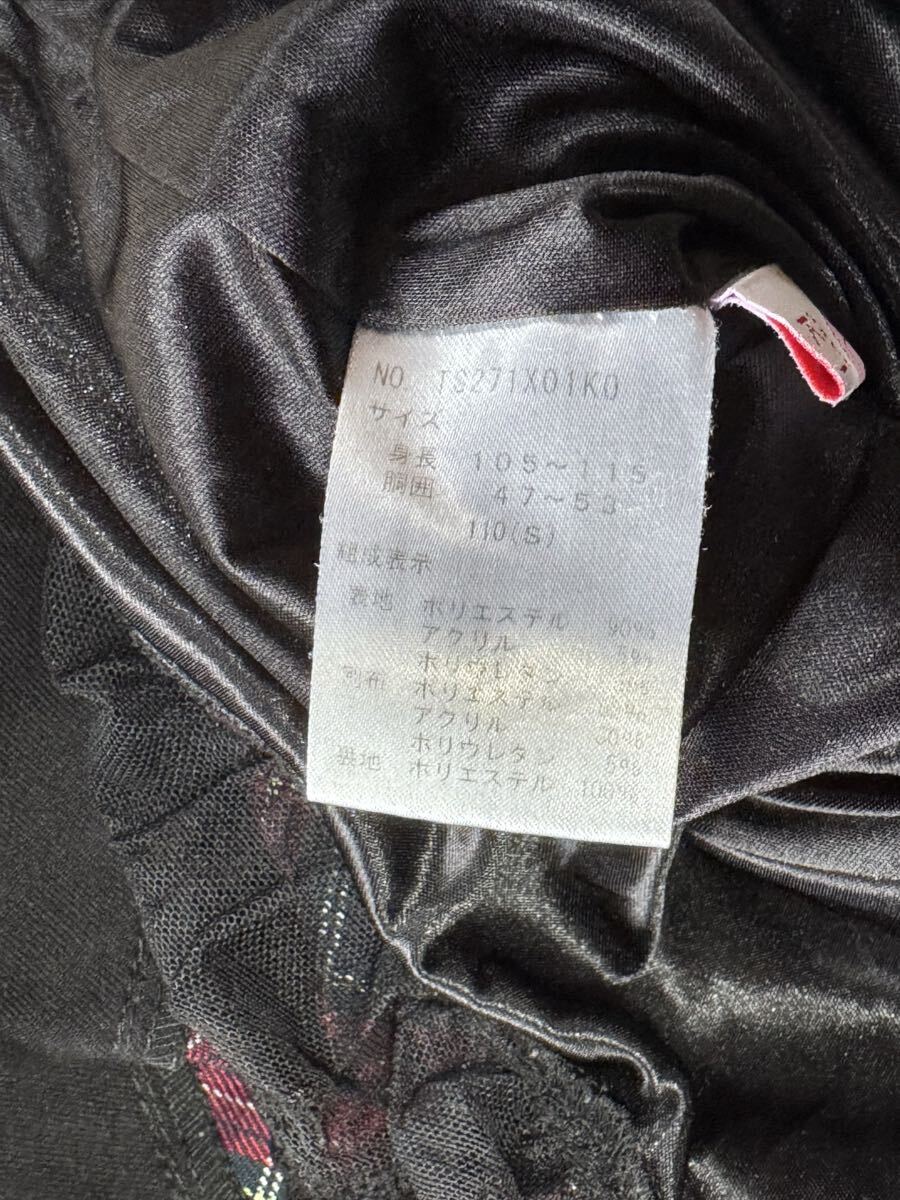 NO TS271X01K0
サイズ
身長 105～115
胴囲 47～53
110(S)
組成表示
表地 ポリエステル 90%
アクリル
ポリウレタン
別布 ポリエステル
アクリル
ポリウレタン 5%
裏地 ポリエステル 100%